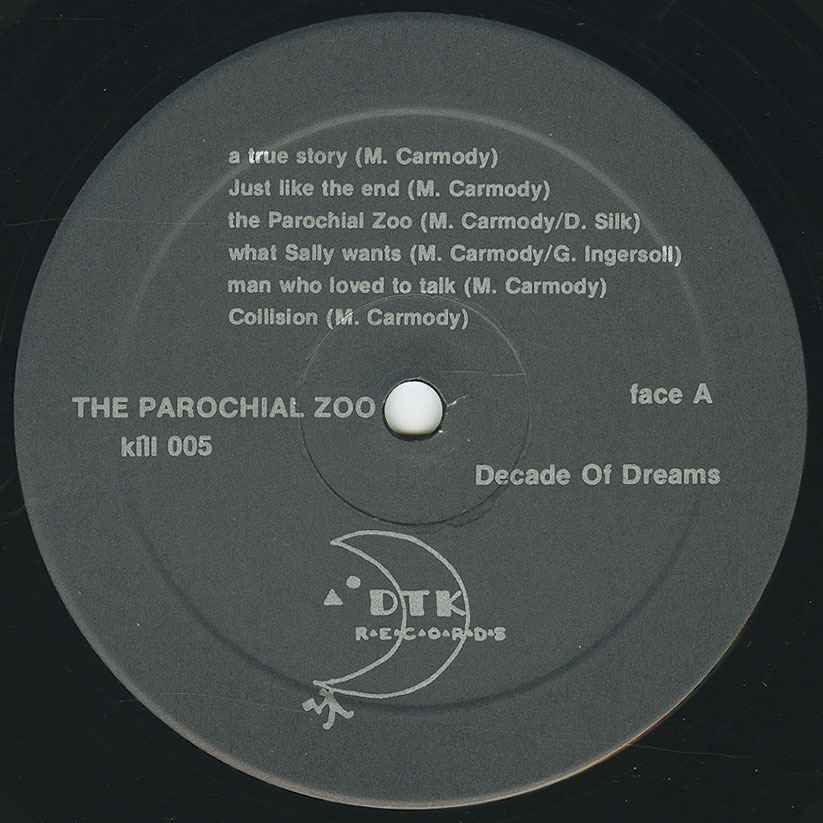 a true story (M. Carmody)
Just like the end (M. Carmody)
the Parochial Zoo (M. Carmody/D. Silk)
what Sally wants (M. Carmody/G. Ingersoll)
man who loved to talk (M. Carmody)
Collision (M. Carmody)
THE PAROCHIAL ZOO
face A
kill 005
Decade Of Dreams
DTK
R•E•C•O•R•D•S